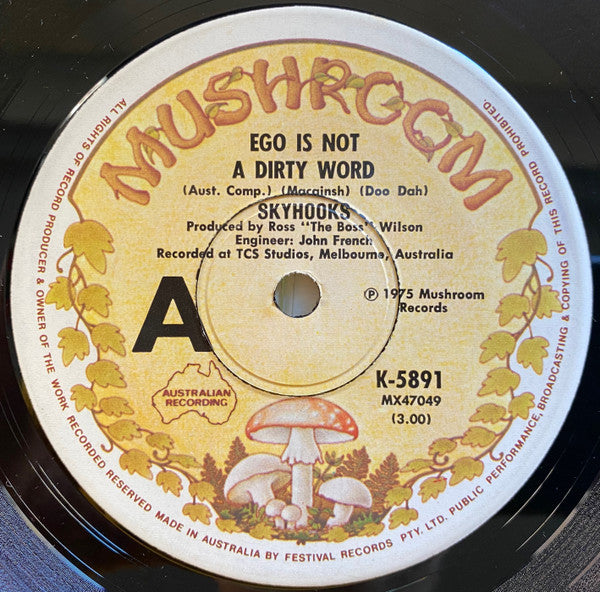 MUSHROOM
EGO IS NOT
A DIRTY WORD
(Aust. Comp.) (Macainsh) (Doo Dah)
SKYHOOKS
Produced by Ross "The Boss" Wilson
Engineer: John French
Recorded at TCS Studios, Melbourne, Australia
A
Ⓟ 1975 Mushroom
Records
K-5891
MX47049
(3.00)
AUSTRALIAN
RECORDING
ALL RIGHTS OF RECORD PRODUCER & OWNER OF THE WORK RECORDED RESERVED MADE IN AUSTRALIA BY FESTIVAL RECORDS PTY. LTD. PUBLIC PERFORMANCE, BROADCASTING & COPYING OF THIS RECORD PROHIBITED.